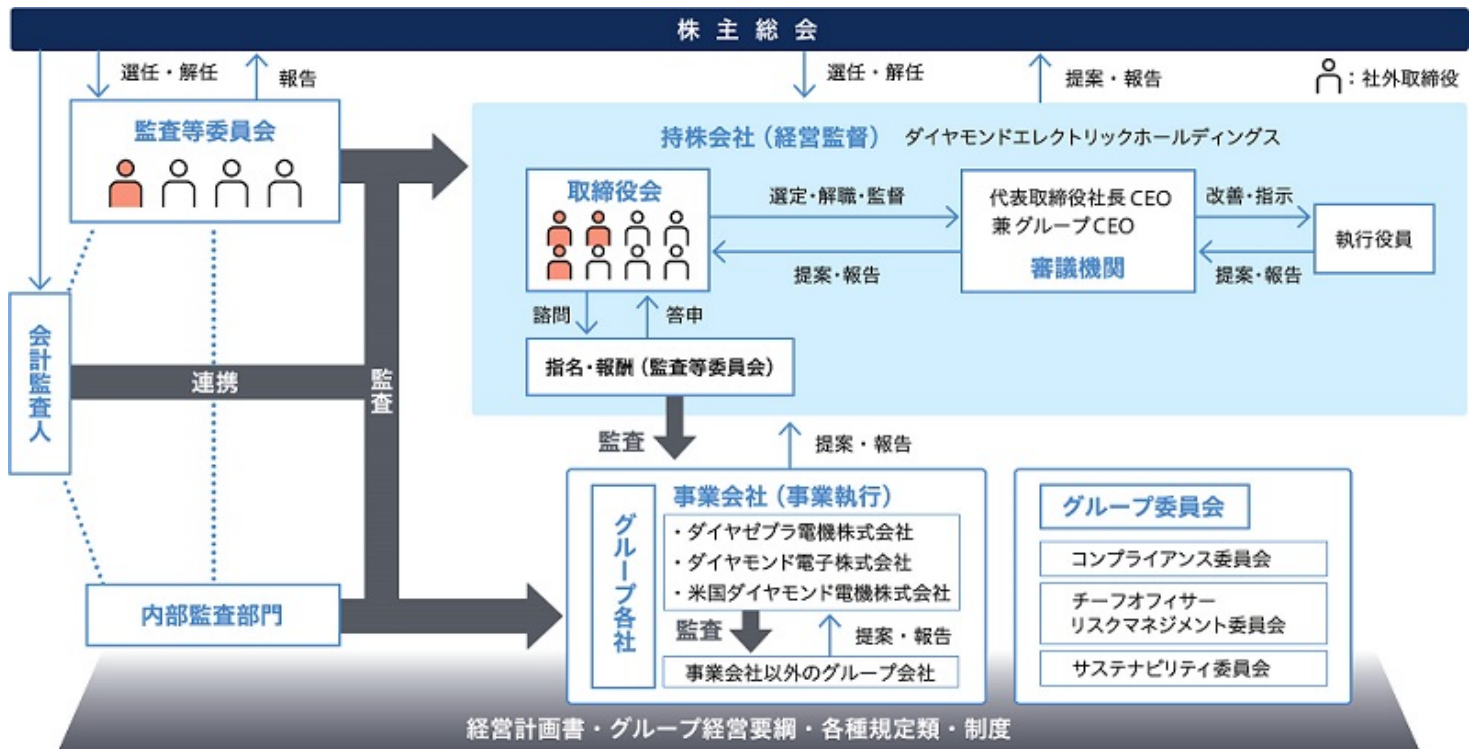 株主総会
選任・解任
報告
選任・解任
提案・報告
：社外取締役
監査等委員会
持株会社（経営監督） ダイヤモンドエレクトリックホールディングス
取締役会
選定・解職・監督
提案・報告
代表取締役社長CEO
兼グループCEO
審議機関
改善・指示
提案・報告
執行役員
諮問
答申
指名・報酬（監査等委員会）
会計監査人
連携
監査
監査
提案・報告
内部監査部門
グループ各社
事業会社（事業執行）
・ダイヤゼブラ電機株式会社
・ダイヤモンド電子株式会社
・米国ダイヤモンド電機株式会社
監査
提案・報告
事業会社以外のグループ会社
グループ委員会
コンプライアンス委員会
チーフオフィサー
リスクマネジメント委員会
サステナビリティ委員会
経営計画書・グループ経営要綱・各種規定類・制度